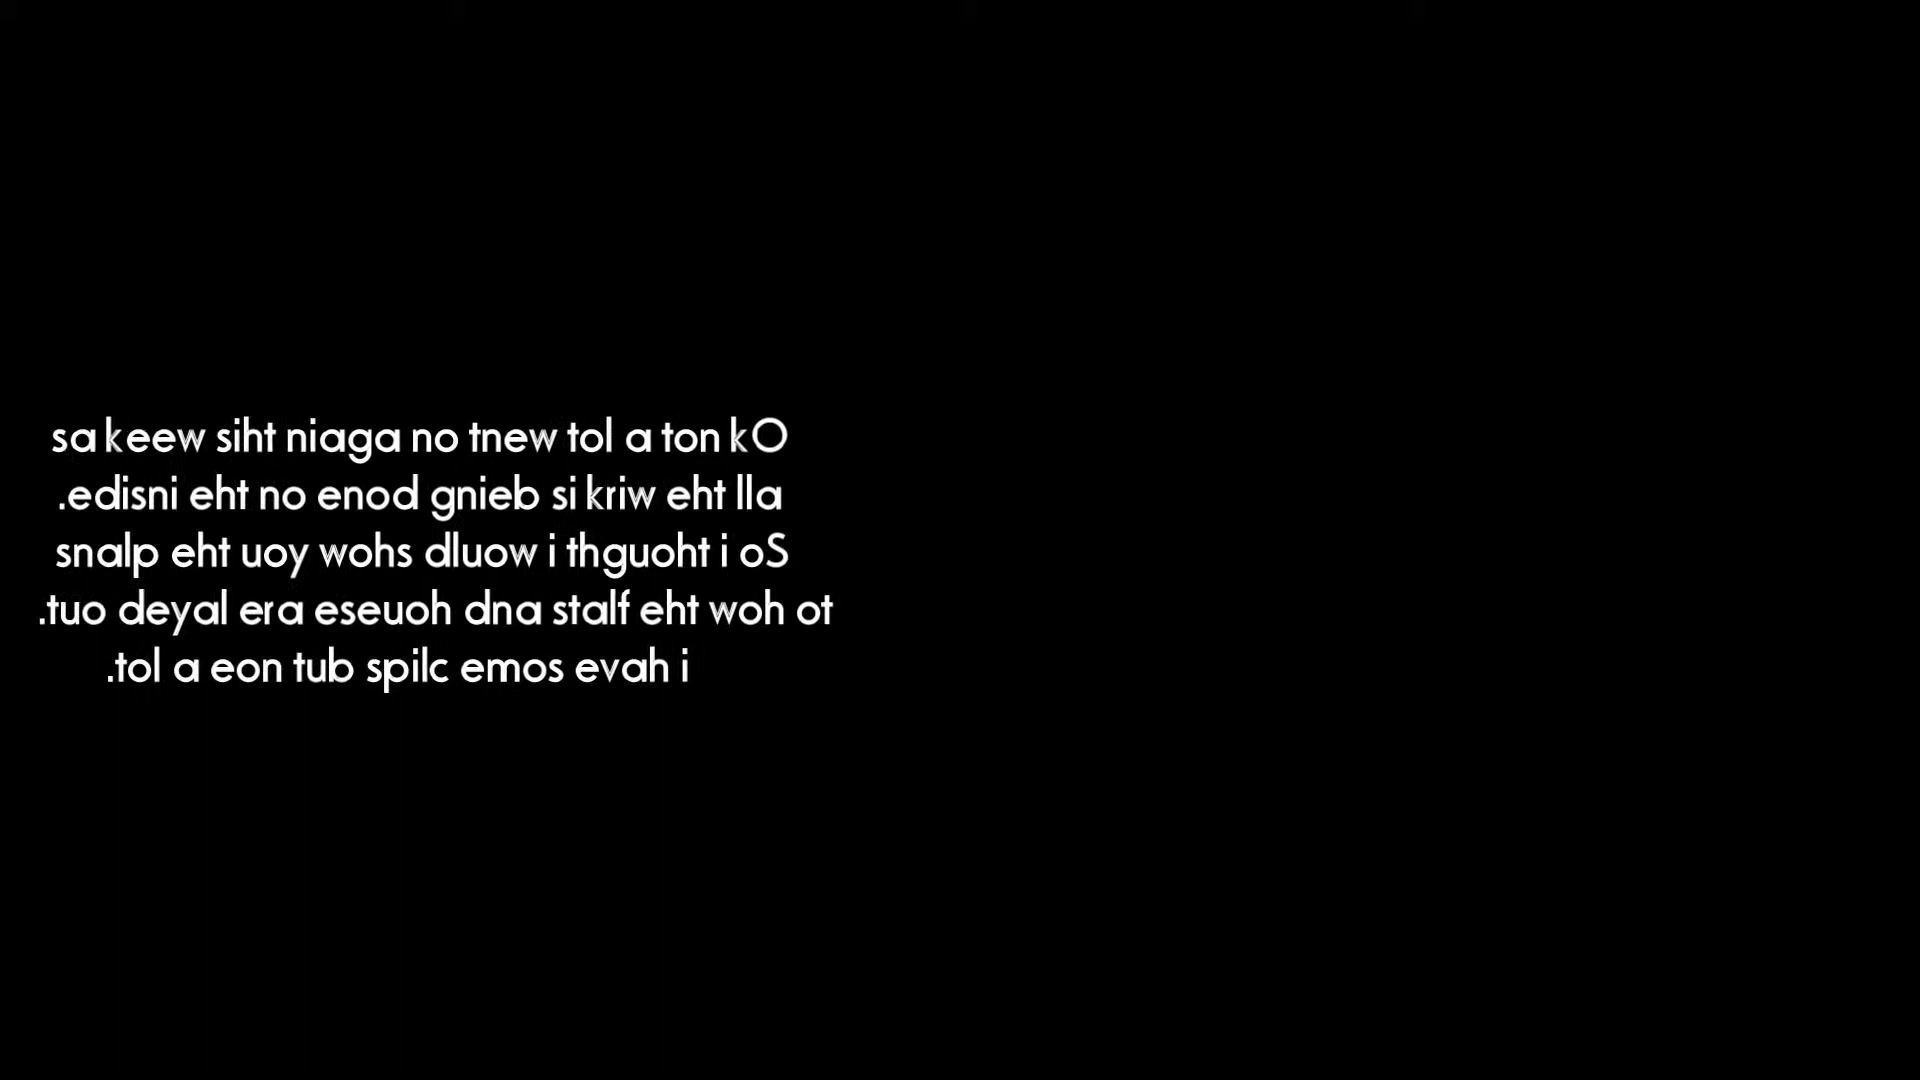 sa keew siht niaga no tnew tol a ton kO
.edisni eht no enod gnieb si kriw eht lla
snalp eht uoy wohs dluow i thguoht i oS
.tuo deyal era eseuoh dna stalf eht woh ot
.tol a eon tub spilc emos evah i